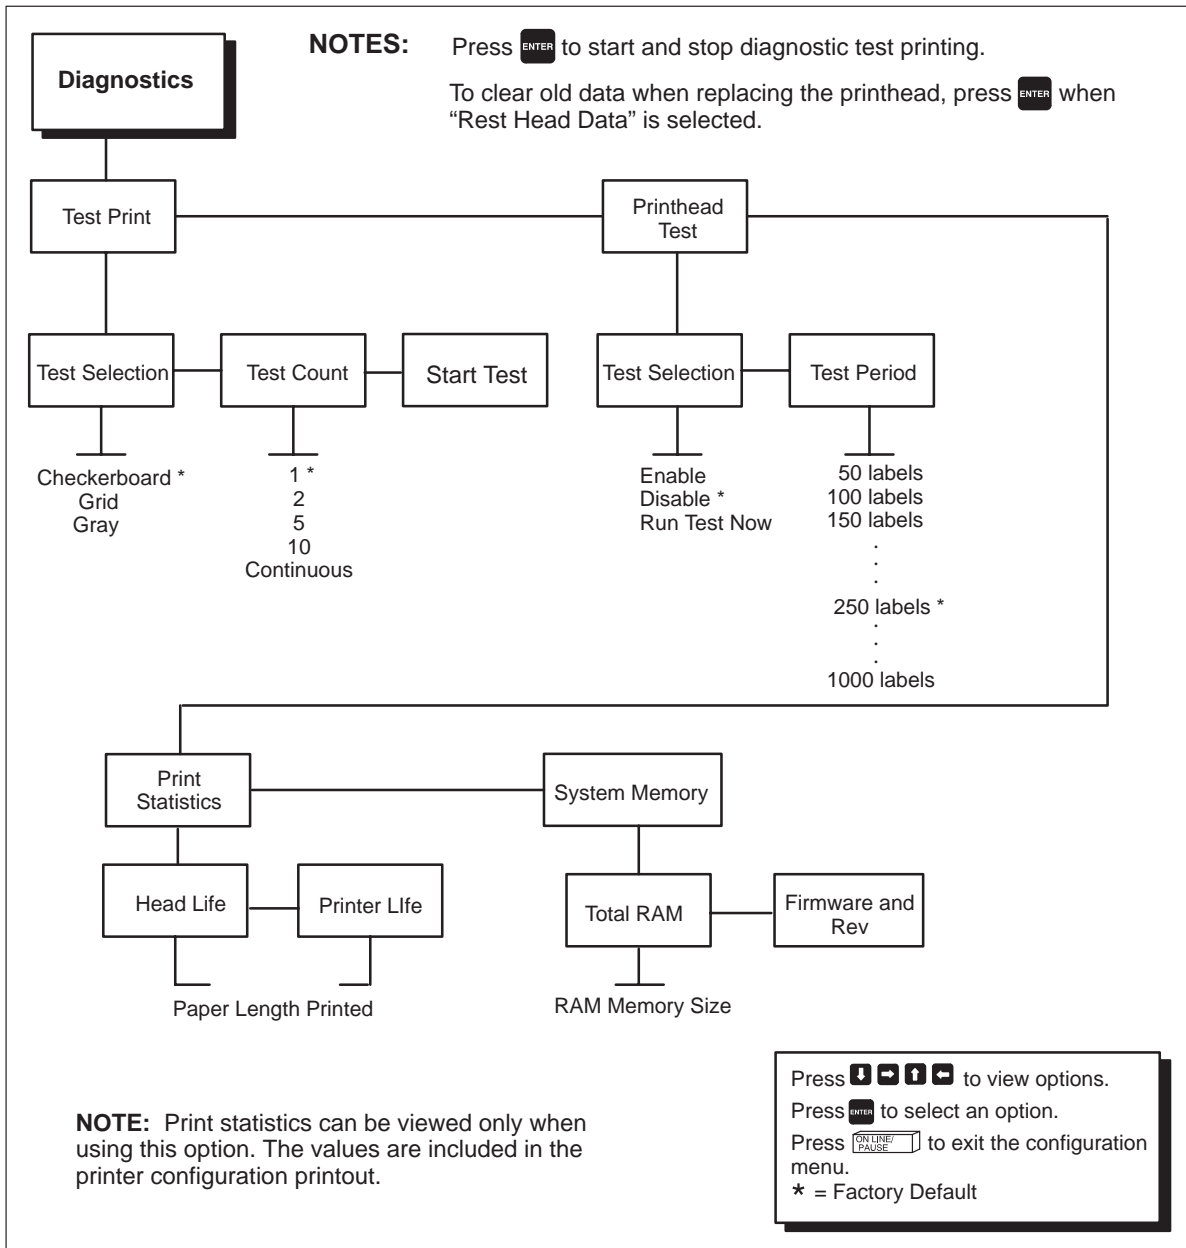 Diagnostics
NOTES: Press ENTER to start and stop diagnostic test printing.
To clear old data when replacing the printhead, press ENTER when
“Rest Head Data” is selected.
Test Print
Printhead
Test
Test Selection
Test Count
Start Test
Test Selection
Test Period
Checkerboard *
Grid
Gray
1 *
2
5
10
Continuous
Enable
Disable *
Run Test Now
50 labels
100 labels
150 labels
.
.
.
250 labels *
.
.
.
1000 labels
Print
Statistics
System Memory
Head Life
Printer LIfe
Total RAM
Firmware and
Rev
Paper Length Printed
RAM Memory Size
NOTE: Print statistics can be viewed only when
using this option. The values are included in the
printer configuration printout.
Press to view options.
Press ENTER to select an option.
Press ON LINE/
PAUSE to exit the configuration
menu.
* = Factory Default